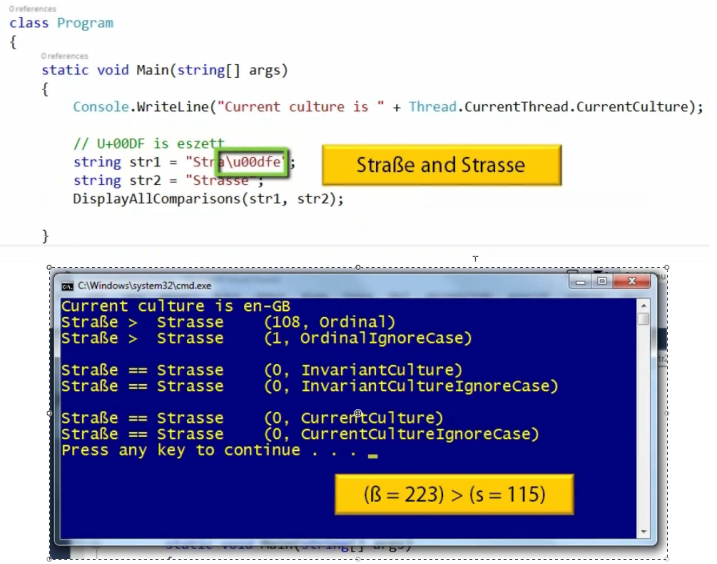 0 references
class Program
{
0 references
static void Main(string[] args)
{
Console.WriteLine("Current culture is " + Thread.CurrentThread.CurrentCulture);
// U+00DF is eszett
string str1 = "Stra\u00dfe";
string str2 = "Strasse";
DisplayAllComparisons(str1, str2);
}
Straße and Strasse
C:\Windows\system32\cmd.exe
Current culture is en-GB
Straße > Strasse (108, Ordinal)
Straße > Strasse (1, OrdinalIgnoreCase)
Straße == Strasse (0, InvariantCulture)
Straße == Strasse (0, InvariantCultureIgnoreCase)
Straße == Strasse (0, CurrentCulture)
Straße == Strasse (0, CurrentCultureIgnoreCase)
Press any key to continue . . .
(ß = 223) > (s = 115)
static void Main(string[] args)